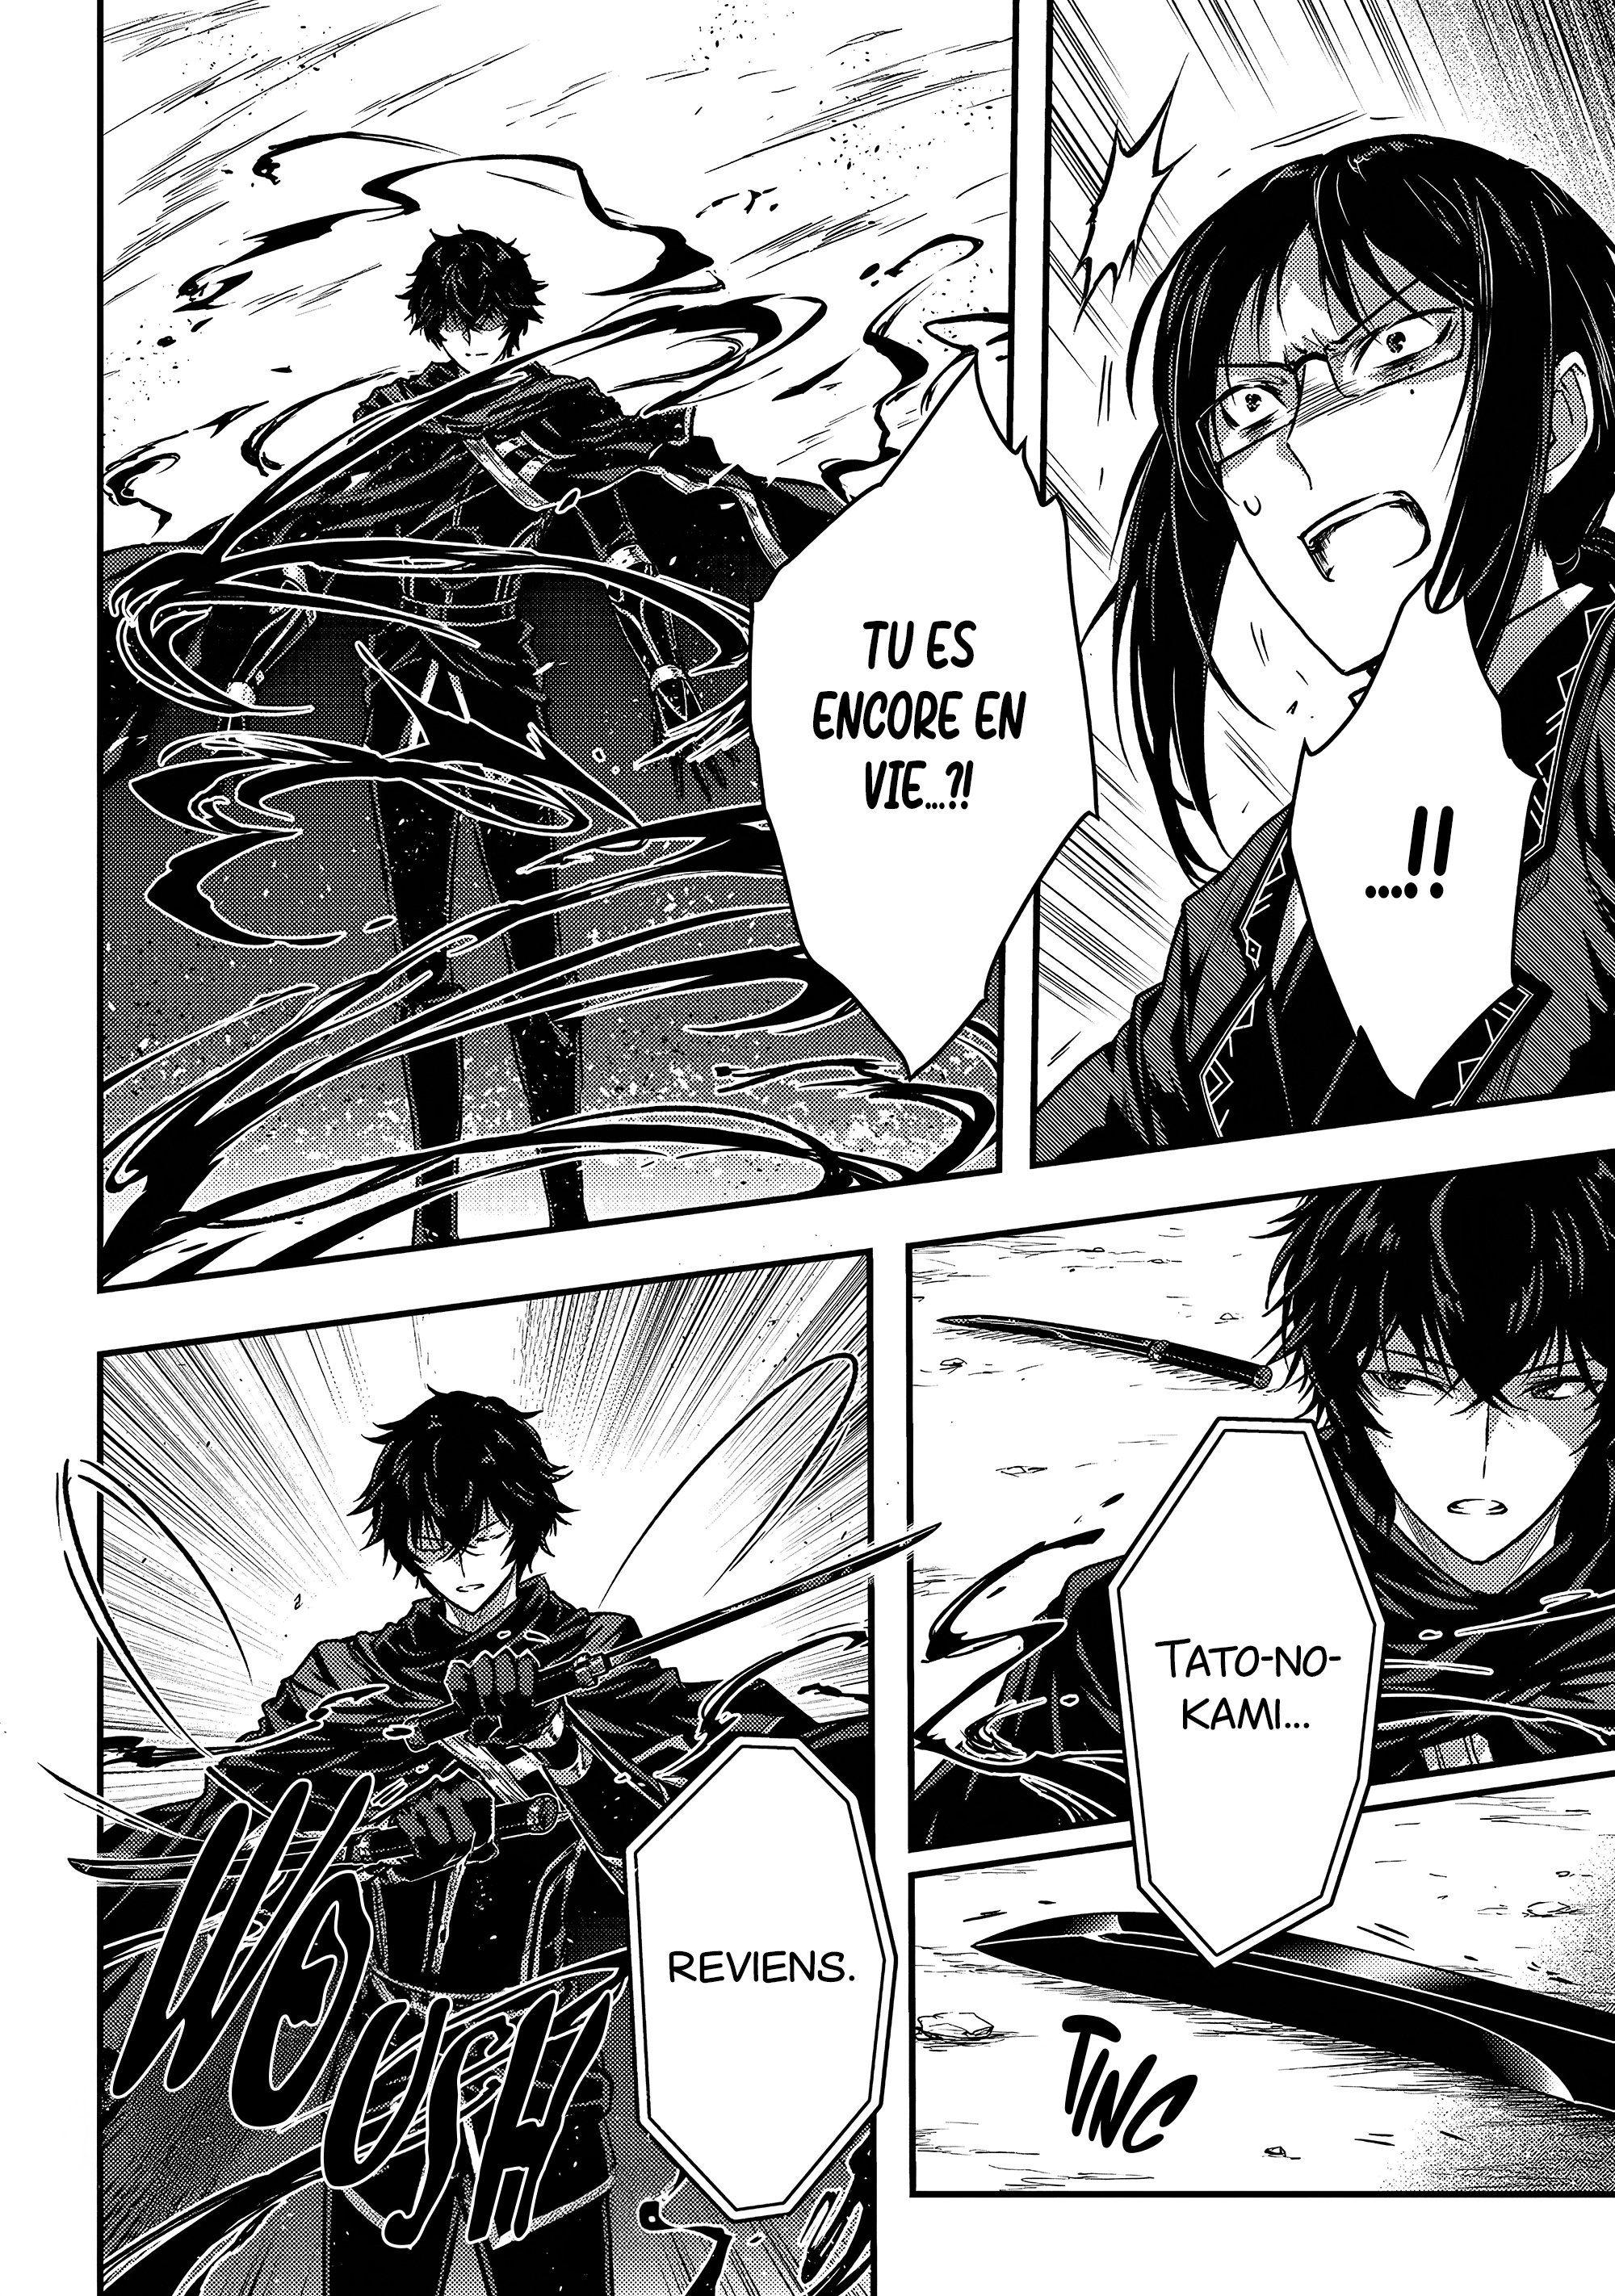 ....!!
TU ES
ENCORE EN
VIE...?!
TATO-NO-
KAMI...
TINC
REVIENS.
WOUSH